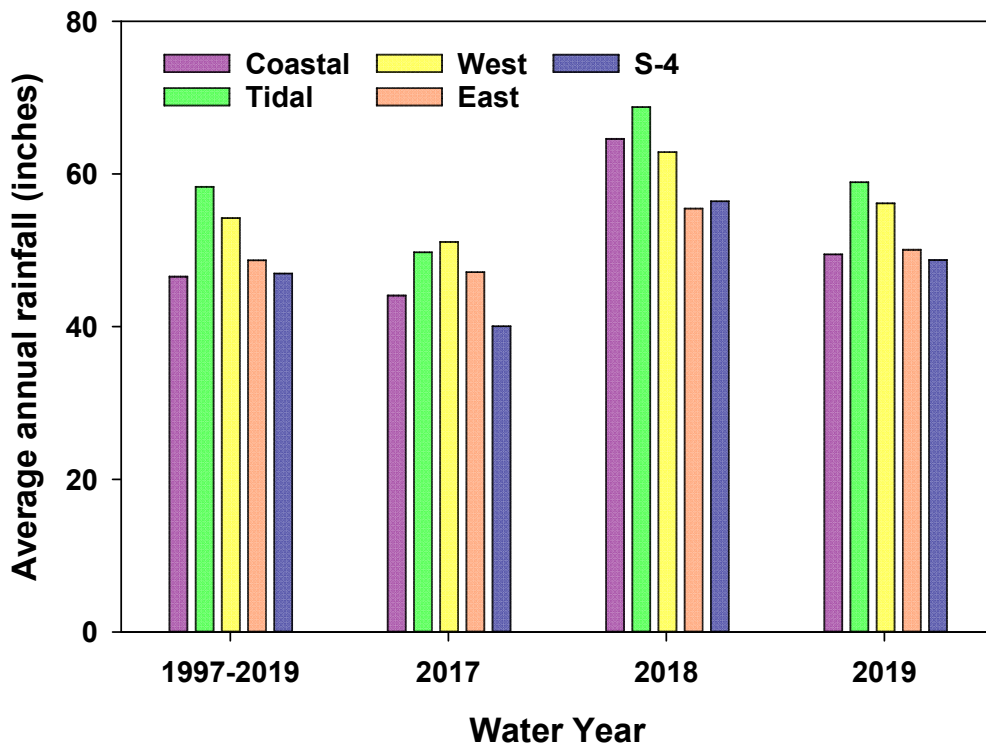 Average annual rainfall (inches)
80
60
40
20
0
Coastal West S-4
Tidal East
1997-2019 2017 2018 2019
Water Year